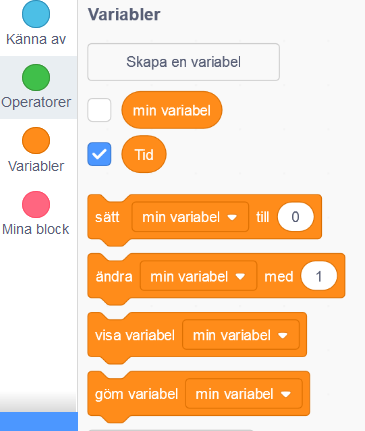 Känna av
Operatorer
Variabler
Mina block
Variabler
Skapa en variabel
min variabel
Tid
sätt min variabel till 0
ändra min variabel med 1
visa variabel min variabel
göm variabel min variabel